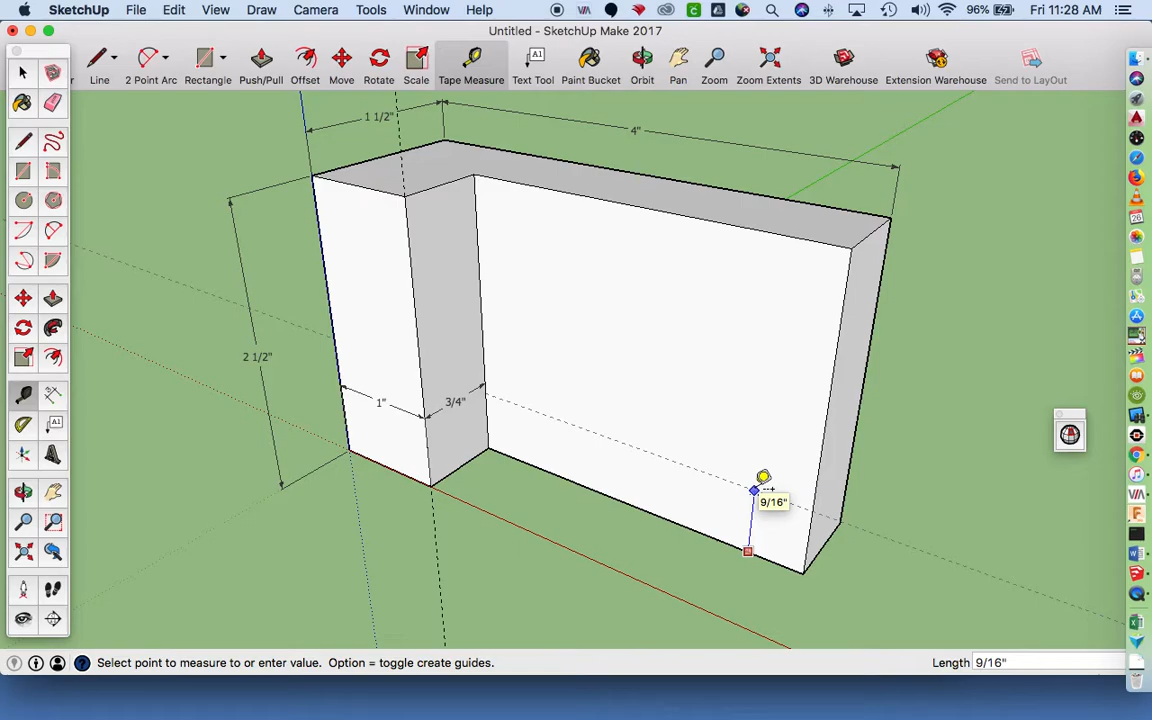 SketchUp File Edit View Draw Camera Tools Window Help 96% Fri 11:28 AM
Untitled - SketchUp Make 2017
Line 2 Point Arc Rectangle Push/Pull Offset Move Rotate Scale Tape Measure Text Tool Paint Bucket Orbit Pan Zoom Zoom Extents 3D Warehouse Extension Warehouse Send to LayOut
1 1/2"
4"
2 1/2"
1"
3/4"
9/16"
Select point to measure to or enter value. Option = toggle create guides. Length 9/16"